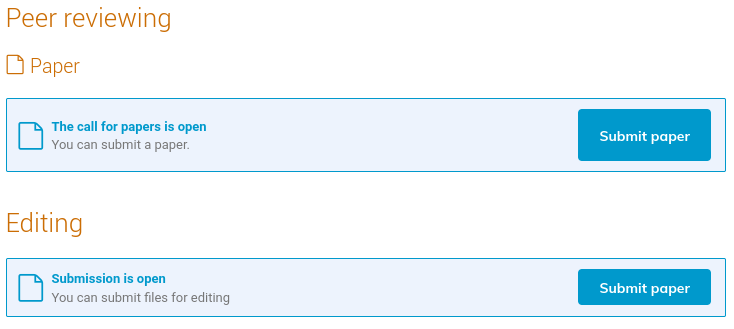 Peer reviewing
Paper
The call for papers is open
You can submit a paper.
Submit paper
Editing
Submission is open
You can submit files for editing
Submit paper